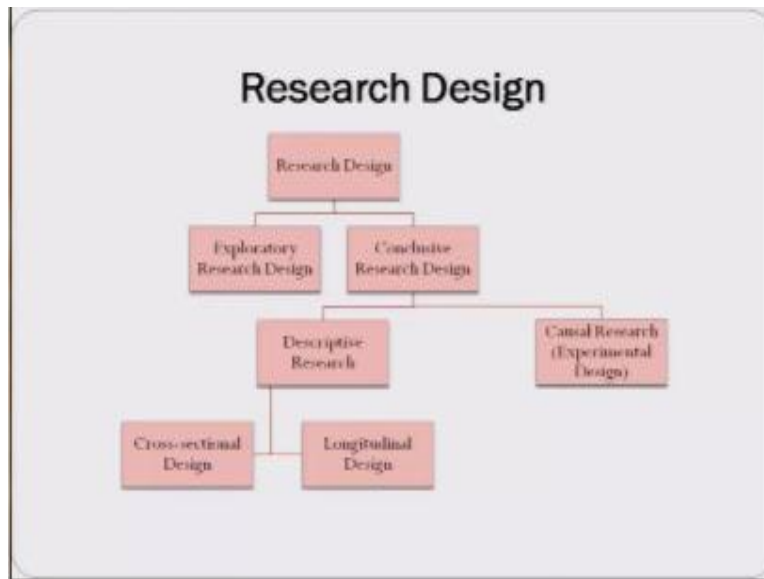 Research Design
Research Design
Exploratory
Research Design
Conclusive
Research Design
Descriptive
Research
Causal Research
(Experimental
Design)
Cross-sectional
Design
Longitudinal
Design